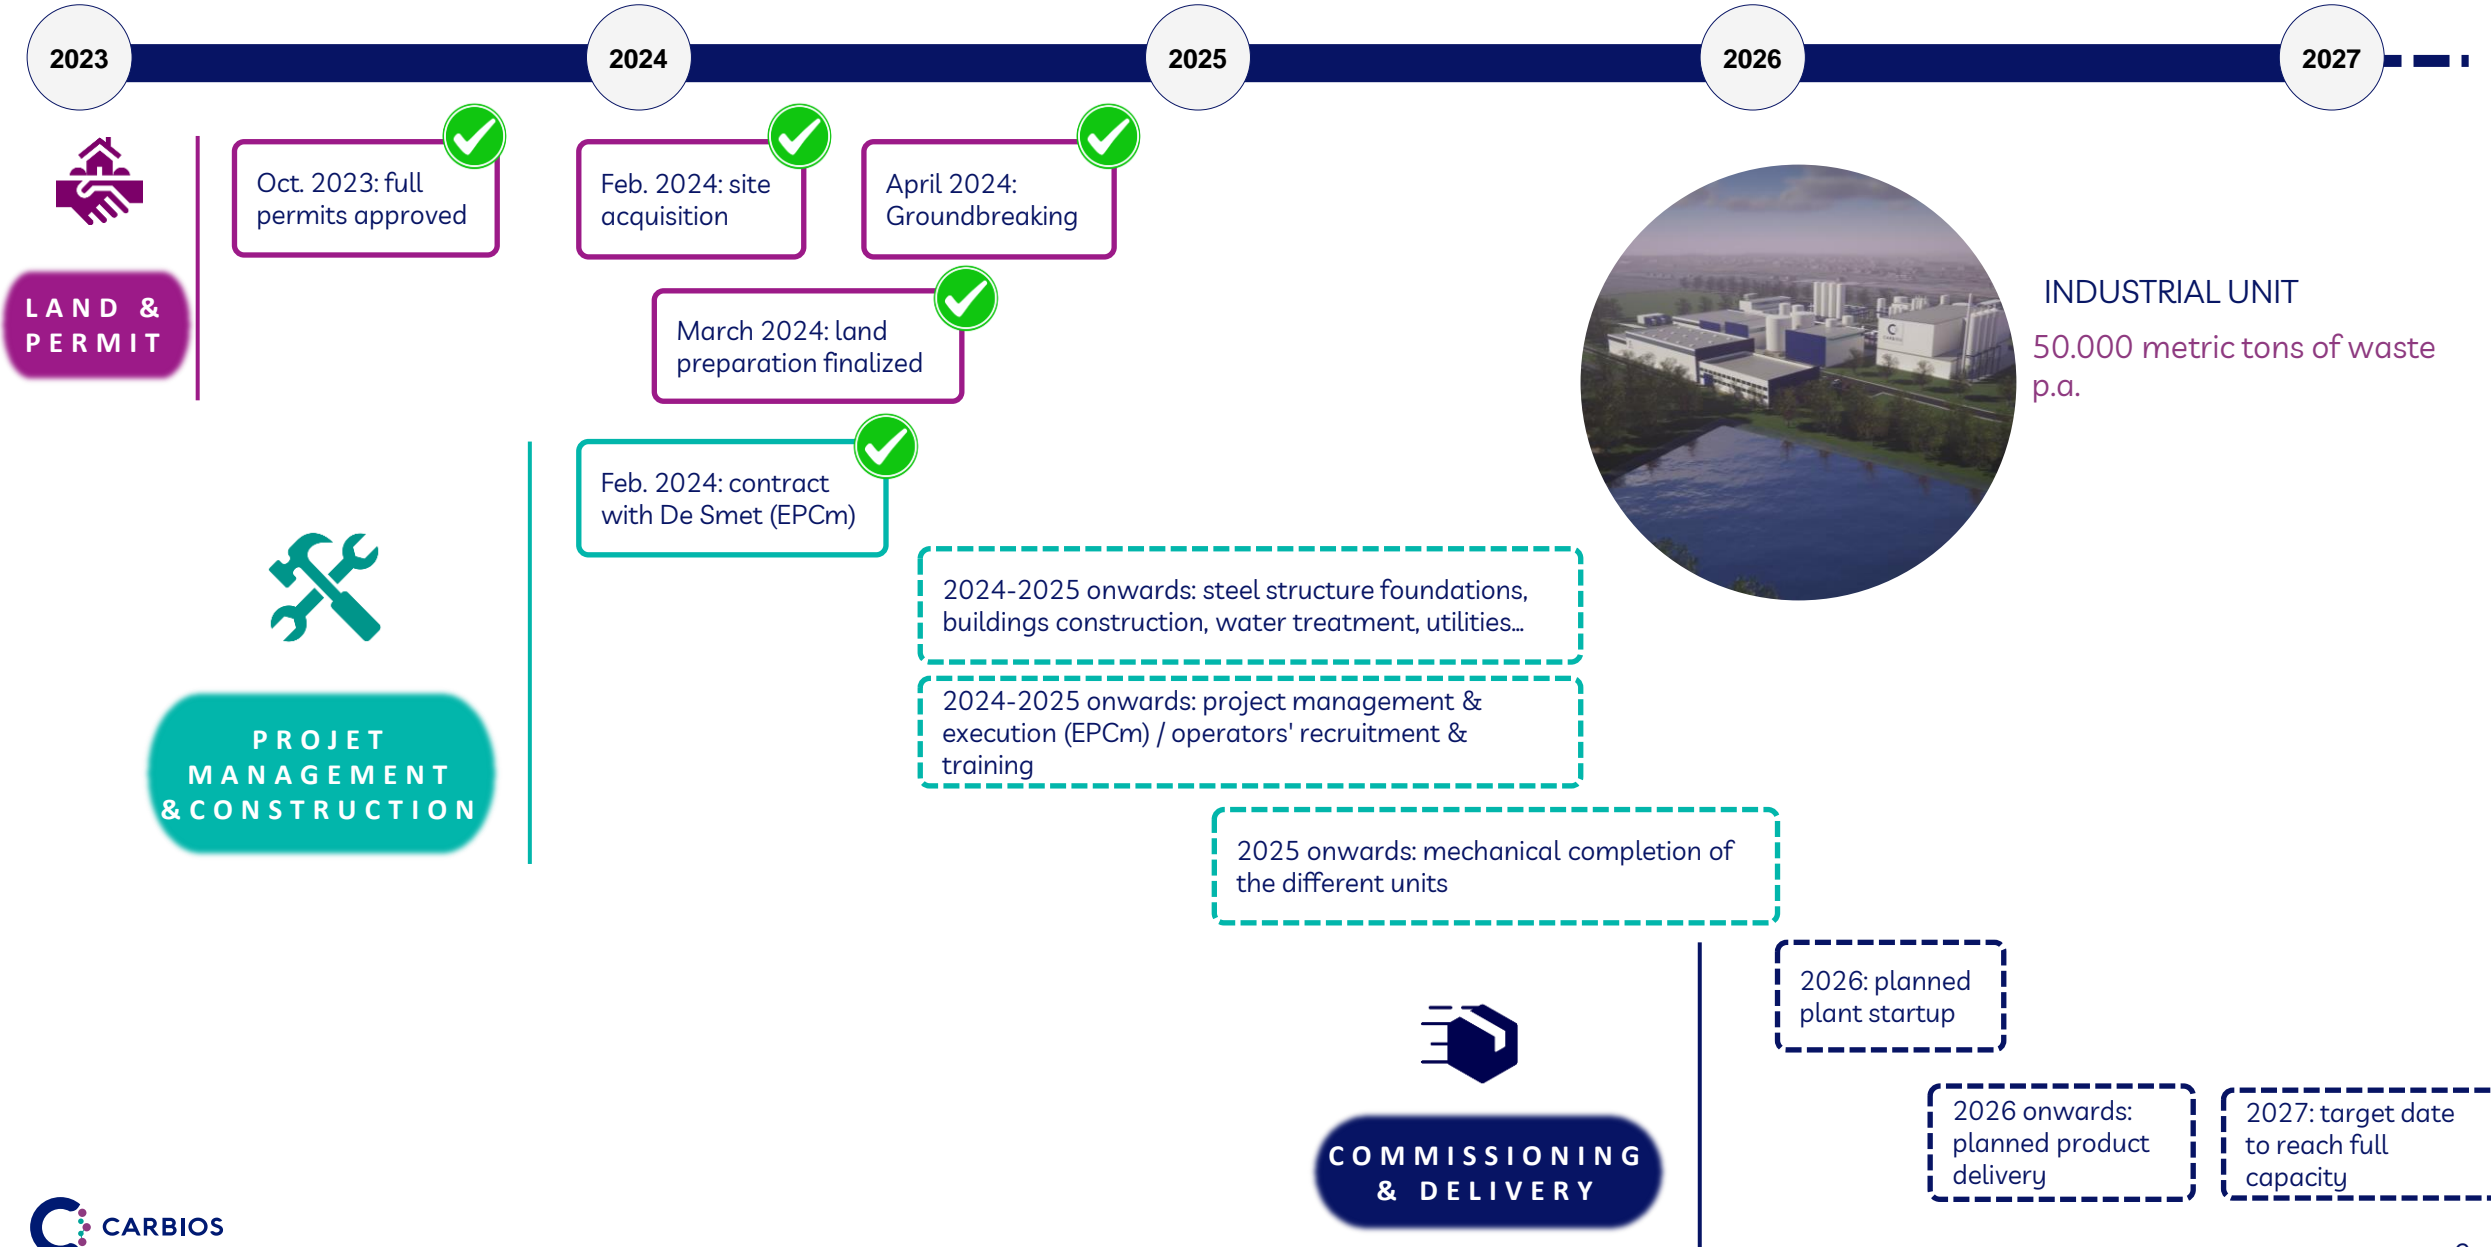 2023
2024
2025
2026
2027
Oct. 2023: full
permits approved
Feb. 2024: site
acquisition
April 2024:
Groundbreaking
LAND &
PERMIT
March 2024: land
preparation finalized
INDUSTRIAL UNIT
50.000 metric tons of waste
p.a.
CARBIOS
Feb. 2024: contract
with De Smet (EPCm)
2024-2025 onwards: steel structure foundations,
buildings construction, water treatment, utilities...
PROJET
MANAGEMENT
&CONSTRUCTION
2024-2025 onwards: project management &
execution (EPCm) / operators' recruitment &
training
2025 onwards: mechanical completion of
the different units
2026: planned
plant startup
COMMISSIONING
& DELIVERY
2026 onwards:
planned product
delivery
2027: target date
to reach full
capacity
CARBIOS